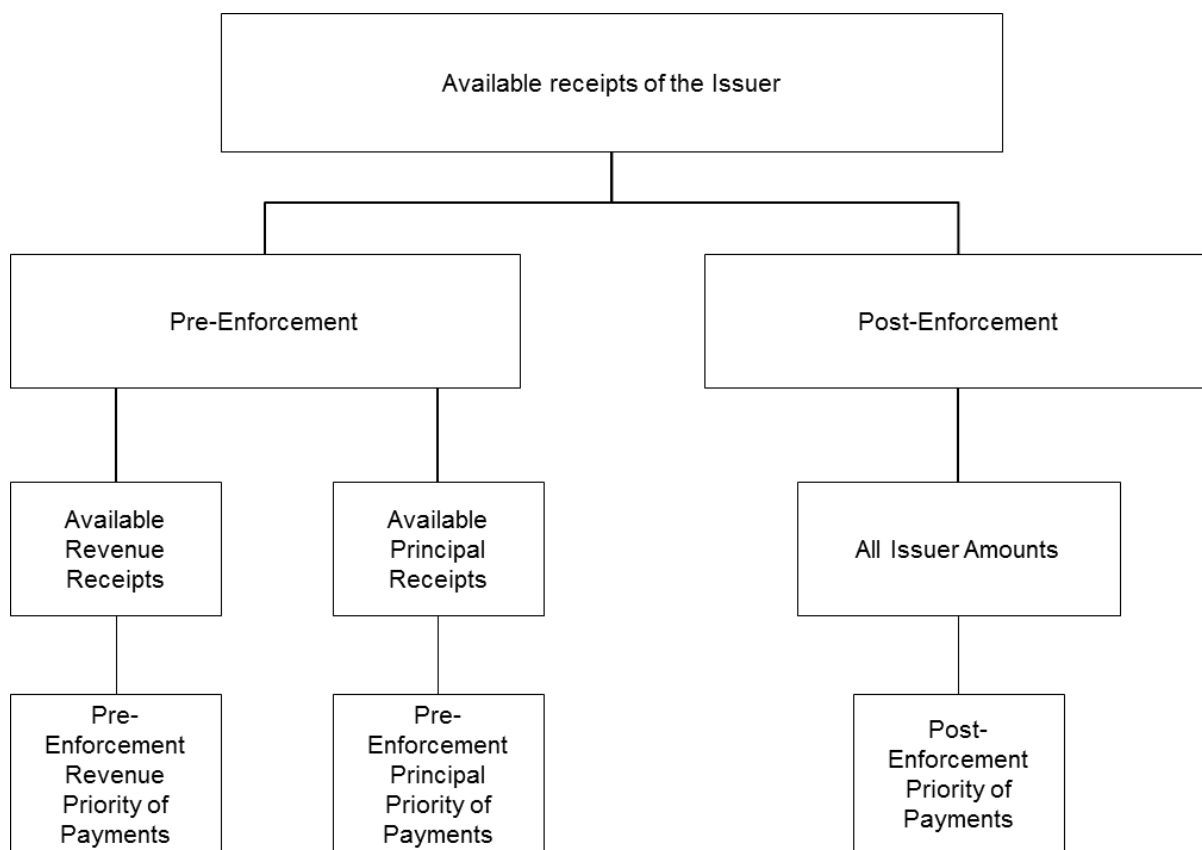 Available receipts of the Issuer
Pre-Enforcement
Post-Enforcement
Available
Revenue
Receipts
Available
Principal
Receipts
All Issuer Amounts
Pre-
Enforcement
Revenue
Priority of
Payments
Pre-
Enforcement
Principal
Priority of
Payments
Post-
Enforcement
Priority of
Payments